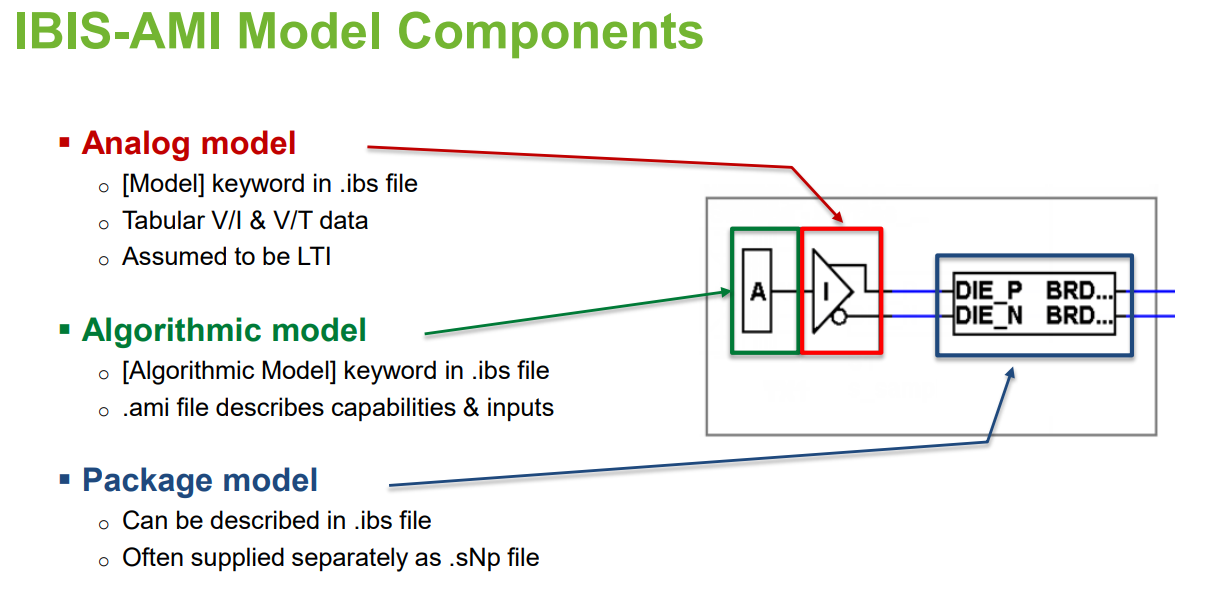 IBIS-AMI Model Components
▪ Analog model
○ [Model] keyword in .ibs file
○ Tabular V/I & V/T data
○ Assumed to be LTI
▪ Algorithmic model
○ [Algorithmic Model] keyword in .ibs file
○ .ami file describes capabilities & inputs
▪ Package model
○ Can be described in .ibs file
○ Often supplied separately as .sNp file
A
I
DIE_P BRD...
DIE_N BRD...